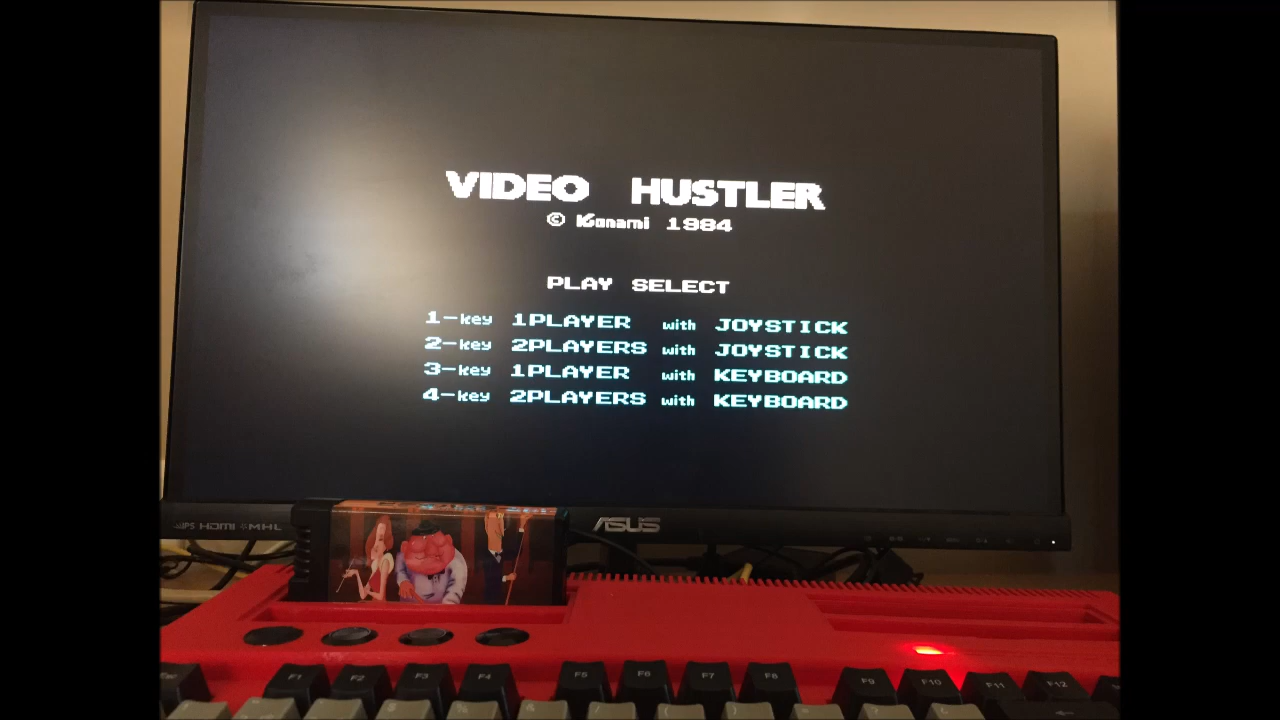 VIDEO HUSTLER
© Konami 1984
PLAY SELECT
1-key 1PLAYER with JOYSTICK
2-key 2PLAYERS with JOYSTICK
3-key 1PLAYER with KEYBOARD
4-key 2PLAYERS with KEYBOARD
IPS HDMI MHL
ASUS
F1 F2 F3 F4 F5 F6 F7 F8 F9 F10 F11 F12